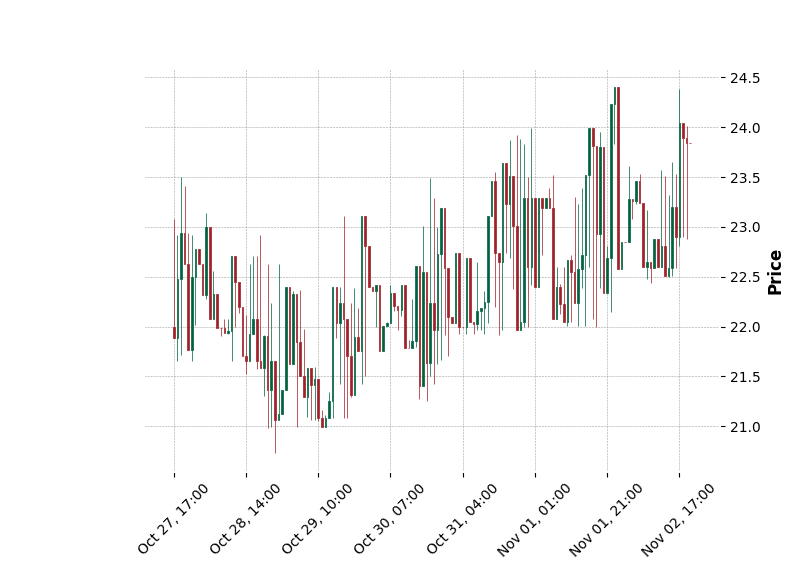 24.5
24.0
23.5
23.0
22.5
22.0
21.5
21.0
Price
Oct 27, 17:00
Oct 28, 14:00
Oct 29, 10:00
Oct 30, 07:00
Oct 31, 04:00
Nov 01, 01:00
Nov 01, 21:00
Nov 02, 17:00